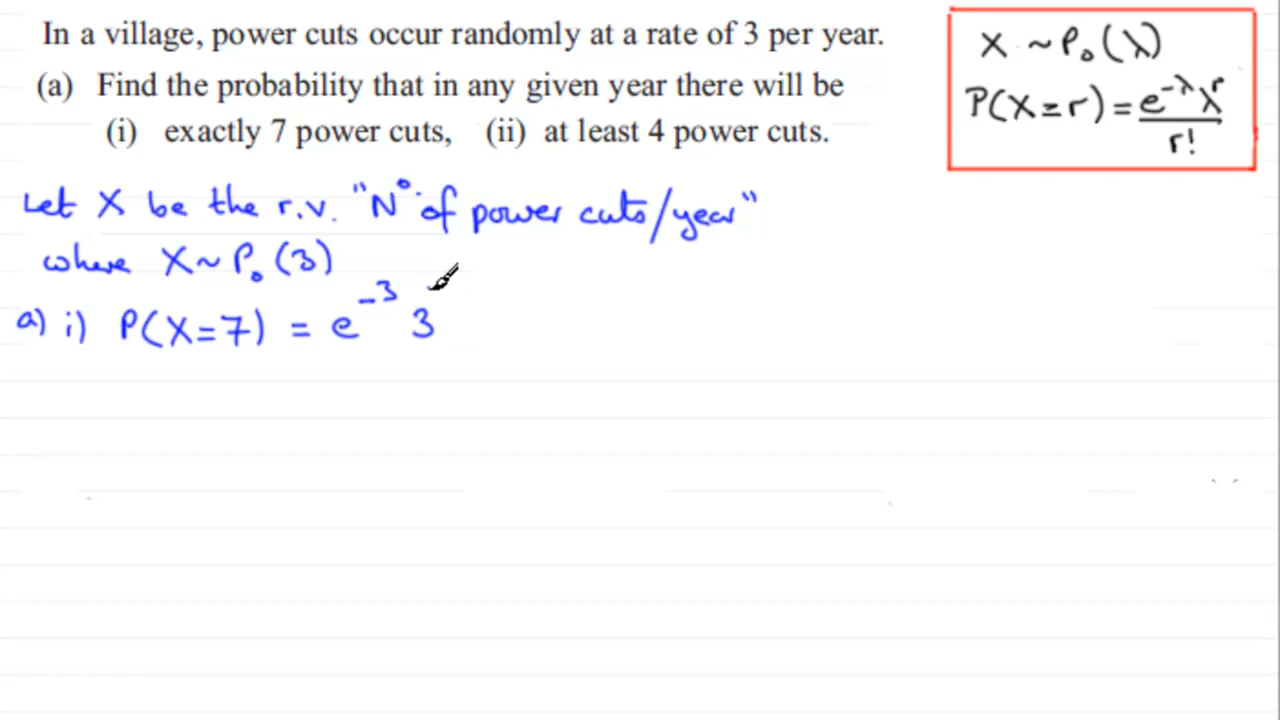 In a village, power cuts occur randomly at a rate of 3 per year.
(a) Find the probability that in any given year there will be
(i) exactly 7 power cuts, (ii) at least 4 power cuts.
X ~ Po(λ)
P(X=r) = e^-λ λ^r / r!
Let X be the r.v. "N° of power cuts/year"
where X ~ Po(3)
a) i) P(X=7) = e^-3 3